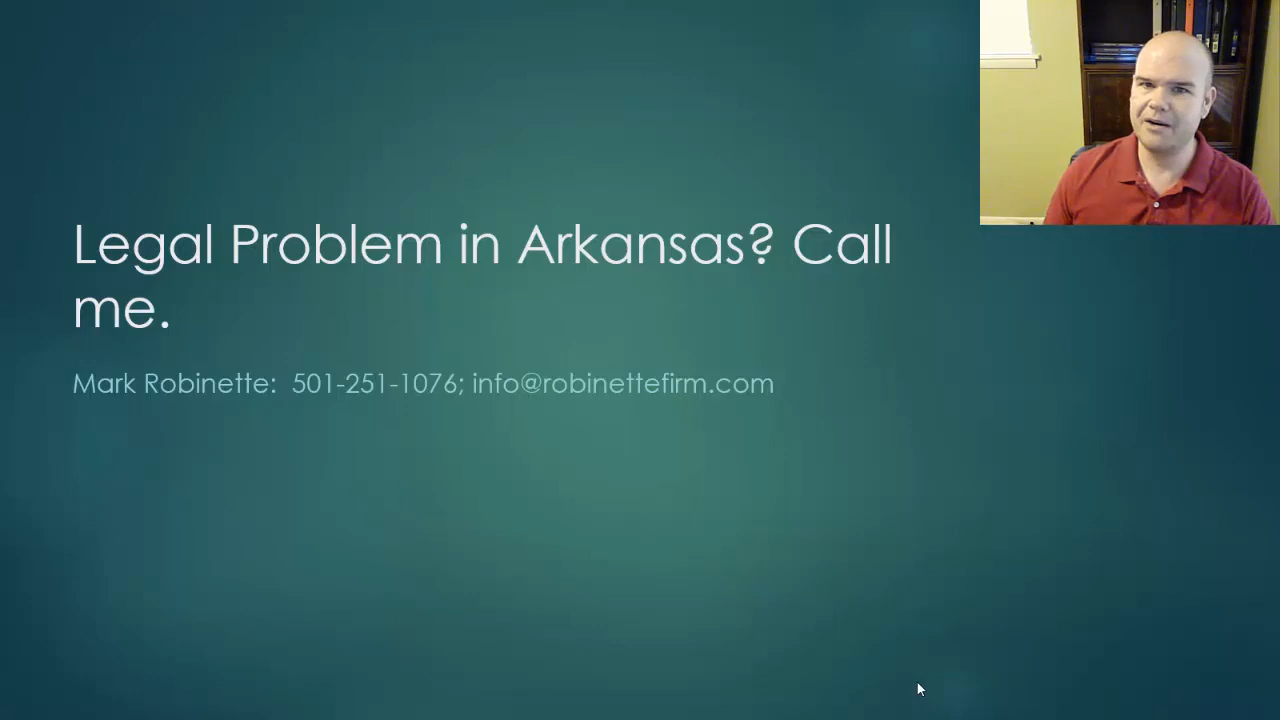 Legal Problem in Arkansas? Call
me.
Mark Robinette:  501-251-1076; info@robinettefirm.com